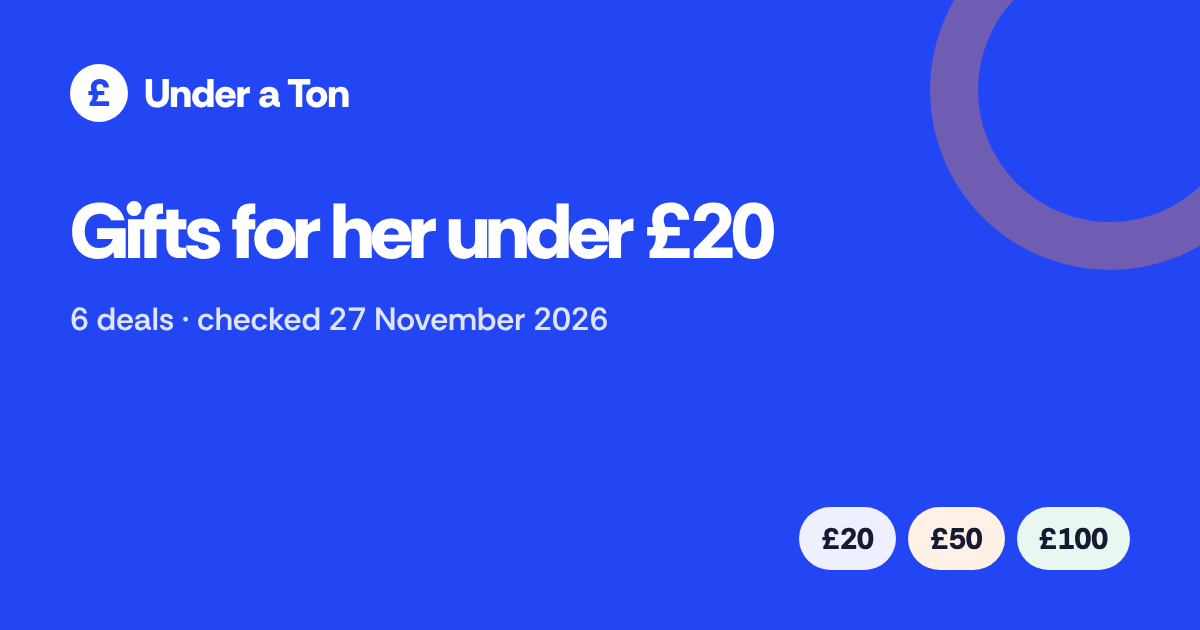 £ Under a Ton
Gifts for her under £20
6 deals · checked 27 November 2026
£20 £50 £100